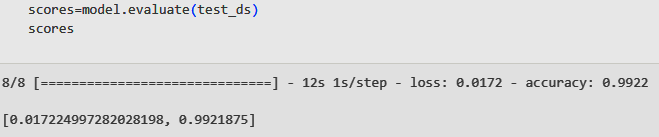 scores=model.evaluate(test_ds)
scores
8/8 [==============================] - 12s 1s/step - loss: 0.0172 - accuracy: 0.9922
[0.017224997282028198, 0.9921875]